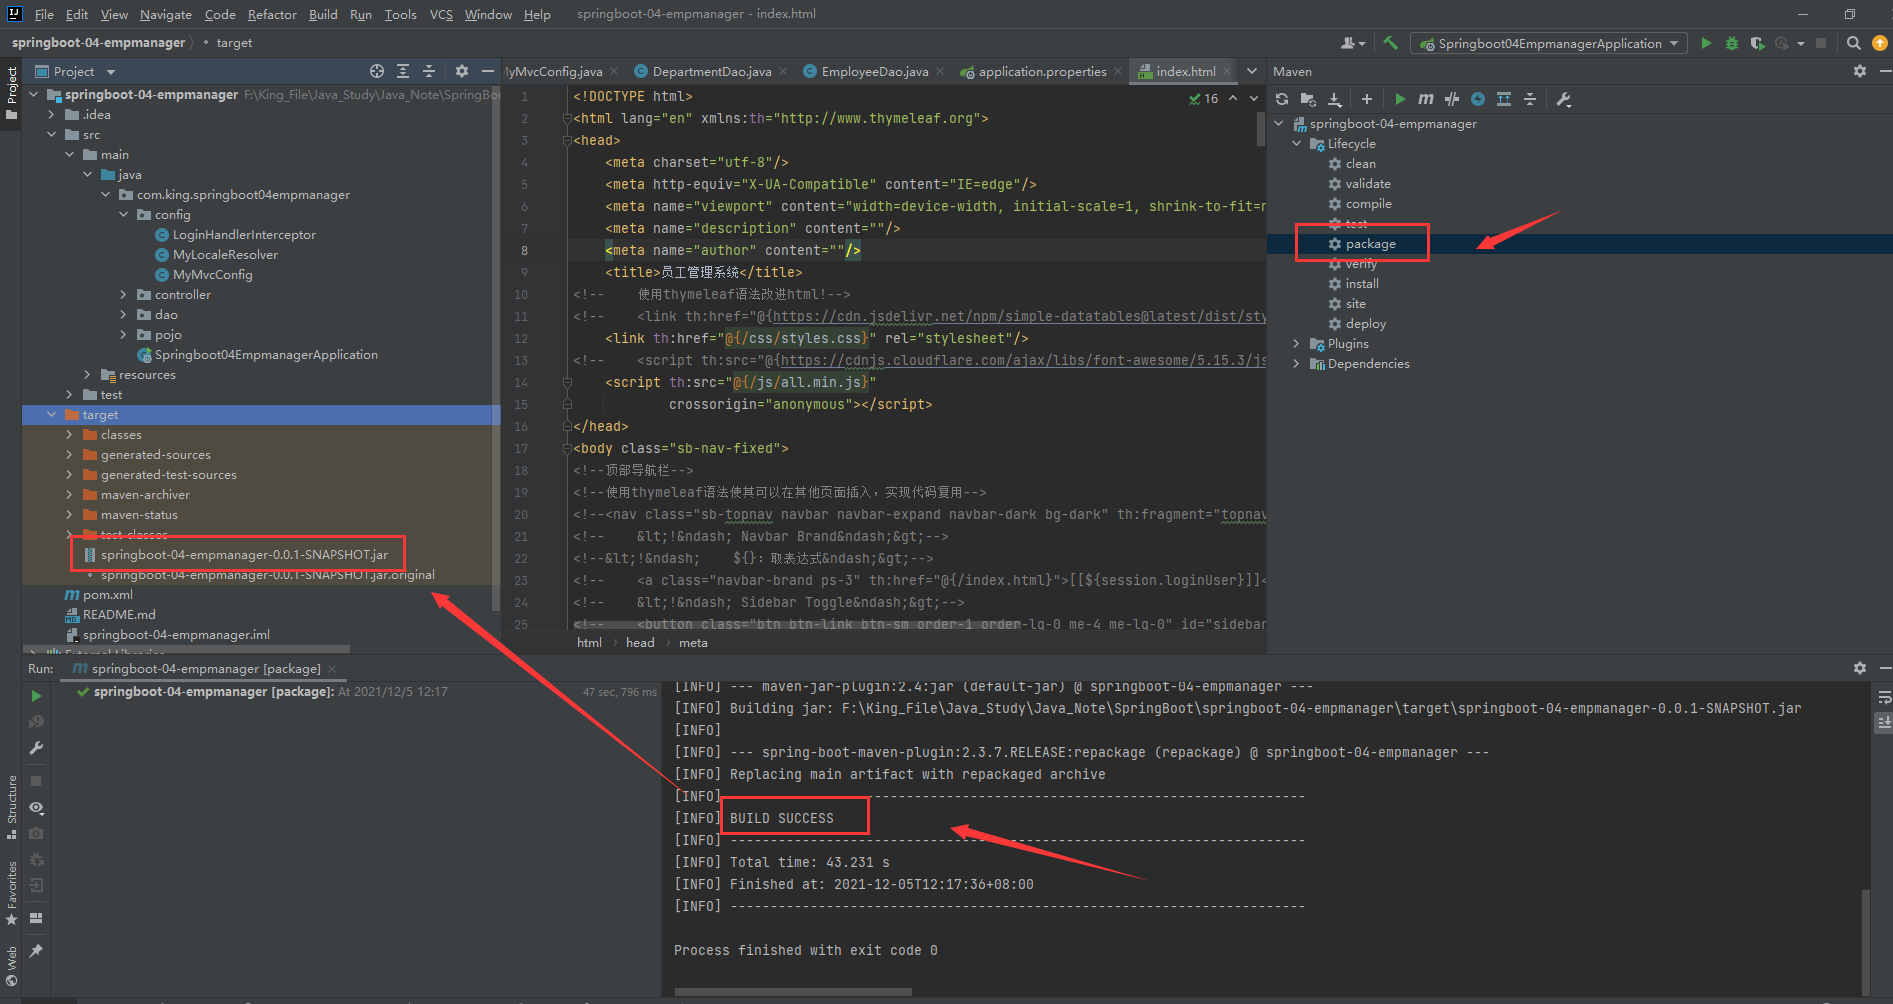 File Edit View Navigate Code Refactor Build Run Tools VCS Window Help springboot-04-empmanager - index.html
springboot-04-empmanager target
Springboot04EmpmanagerApplication
Project
Project
springboot-04-empmanager F:\King_File\Java_Study\Java_Note\SpringBoo
.idea
src
main
java
com.king.springboot04empmanager
config
LoginHandlerInterceptor
MyLocaleResolver
MyMvcConfig
controller
dao
pojo
Springboot04EmpmanagerApplication
resources
test
target
classes
generated-sources
generated-test-sources
maven-archiver
maven-status
test-classes
springboot-04-empmanager-0.0.1-SNAPSHOT.jar
springboot-04-empmanager-0.0.1-SNAPSHOT.jar.original
pom.xml
README.md
springboot-04-empmanager.iml
External Libraries
MyMvcConfig.java DepartmentDao.java EmployeeDao.java application.properties index.html
16
1 <!DOCTYPE html>
2 <html lang="en" xmlns:th="http://www.thymeleaf.org">
3 <head>
4 <meta charset="utf-8"/>
5 <meta http-equiv="X-UA-Compatible" content="IE=edge"/>
6 <meta name="viewport" content="width=device-width, initial-scale=1, shrink-to-fit=n
7 <meta name="description" content=""/>
8 <meta name="author" content=""/>
9 <title>员工管理系统</title>
10 <!-- 使用thymeleaf语法改进html!-->
11 <!-- <link th:href="@{https://cdn.jsdelivr.net/npm/simple-datatables@latest/dist/sty
12 <link th:href="@{/css/styles.css}" rel="stylesheet"/>
13 <!-- <script th:src="@{https://cdnjs.cloudflare.com/ajax/libs/font-awesome/5.15.3/js
14 <script th:src="@{/js/all.min.js}"
15 crossorigin="anonymous"></script>
16 </head>
17 <body class="sb-nav-fixed">
18 <!--顶部导航栏-->
19 <!--使用thymeleaf语法使其可以在其他页面插入，实现代码复用-->
20 <!--<nav class="sb-topnav navbar navbar-expand navbar-dark bg-dark" th:fragment="topnav
21 <!-- &lt;!&ndash; Navbar Brand&ndash;&gt;-->
22 <!--&lt;!&ndash; ${}：取表达式&ndash;&gt;-->
23 <!-- <a class="navbar-brand ps-3" th:href="@{/index.html}">[[${session.loginUser}]]<
24 <!-- &lt;!&ndash; Sidebar Toggle&ndash;&gt;-->
25 <!-- <button class="btn btn-link btn-sm order-1 order-lg-0 me-4 me-lg-0" id="sidebar
html head meta
Maven
springboot-04-empmanager
Lifecycle
clean
validate
compile
test
package
verify
install
site
deploy
Plugins
Dependencies
Run: springboot-04-empmanager [package]
springboot-04-empmanager [package]: At 2021/12/5 12:17 47 sec, 796 ms
[INFO] --- maven-jar-plugin:2.4:jar (default-jar) @ springboot-04-empmanager ---
[INFO] Building jar: F:\King_File\Java_Study\Java_Note\SpringBoot\springboot-04-empmanager\target\springboot-04-empmanager-0.0.1-SNAPSHOT.jar
[INFO]
[INFO] --- spring-boot-maven-plugin:2.3.7.RELEASE:repackage (repackage) @ springboot-04-empmanager ---
[INFO] Replacing main artifact with repackaged archive
[INFO] ------------------------------------------------------------------------
[INFO] BUILD SUCCESS
[INFO] ------------------------------------------------------------------------
[INFO] Total time: 43.231 s
[INFO] Finished at: 2021-12-05T12:17:36+08:00
[INFO] ------------------------------------------------------------------------
Process finished with exit code 0
Structure
Favorites
Web